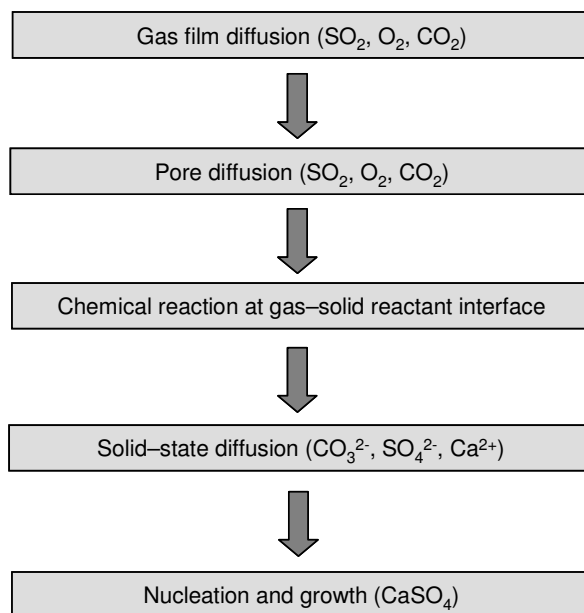 Gas film diffusion (SO₂, O₂, CO₂)
Pore diffusion (SO₂, O₂, CO₂)
Chemical reaction at gas–solid reactant interface
Solid–state diffusion (CO₃²⁻, SO₄²⁻, Ca²⁺)
Nucleation and growth (CaSO₄)